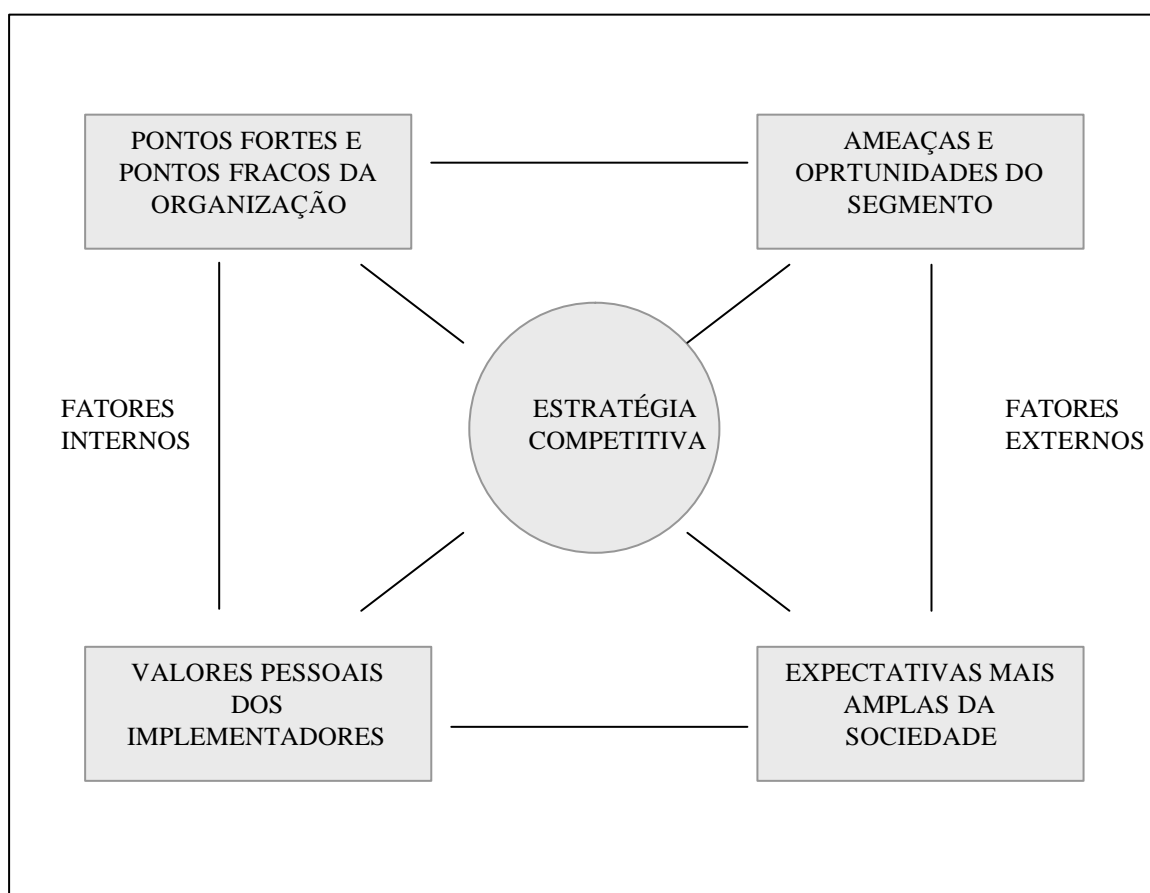 PONTOS FORTES E
PONTOS FRACOS DA
ORGANIZAÇÃO
AMEAÇAS E
OPRTUNIDADES DO
SEGMENTO
FATORES
INTERNOS
ESTRATÉGIA
COMPETITIVA
FATORES
EXTERNOS
VALORES PESSOAIS
DOS
IMPLEMENTADORES
EXPECTATIVAS MAIS
AMPLAS DA
SOCIEDADE